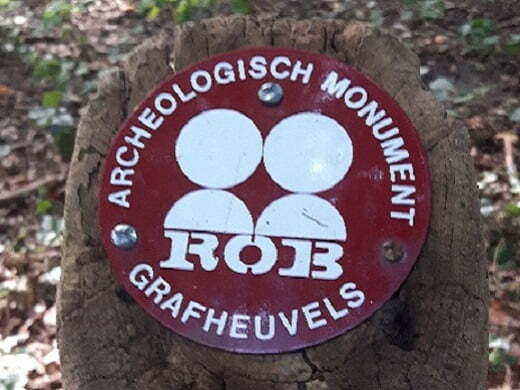 ARCHEOLOGISCH MONUMENT
ROB
GRAFHEUVELS